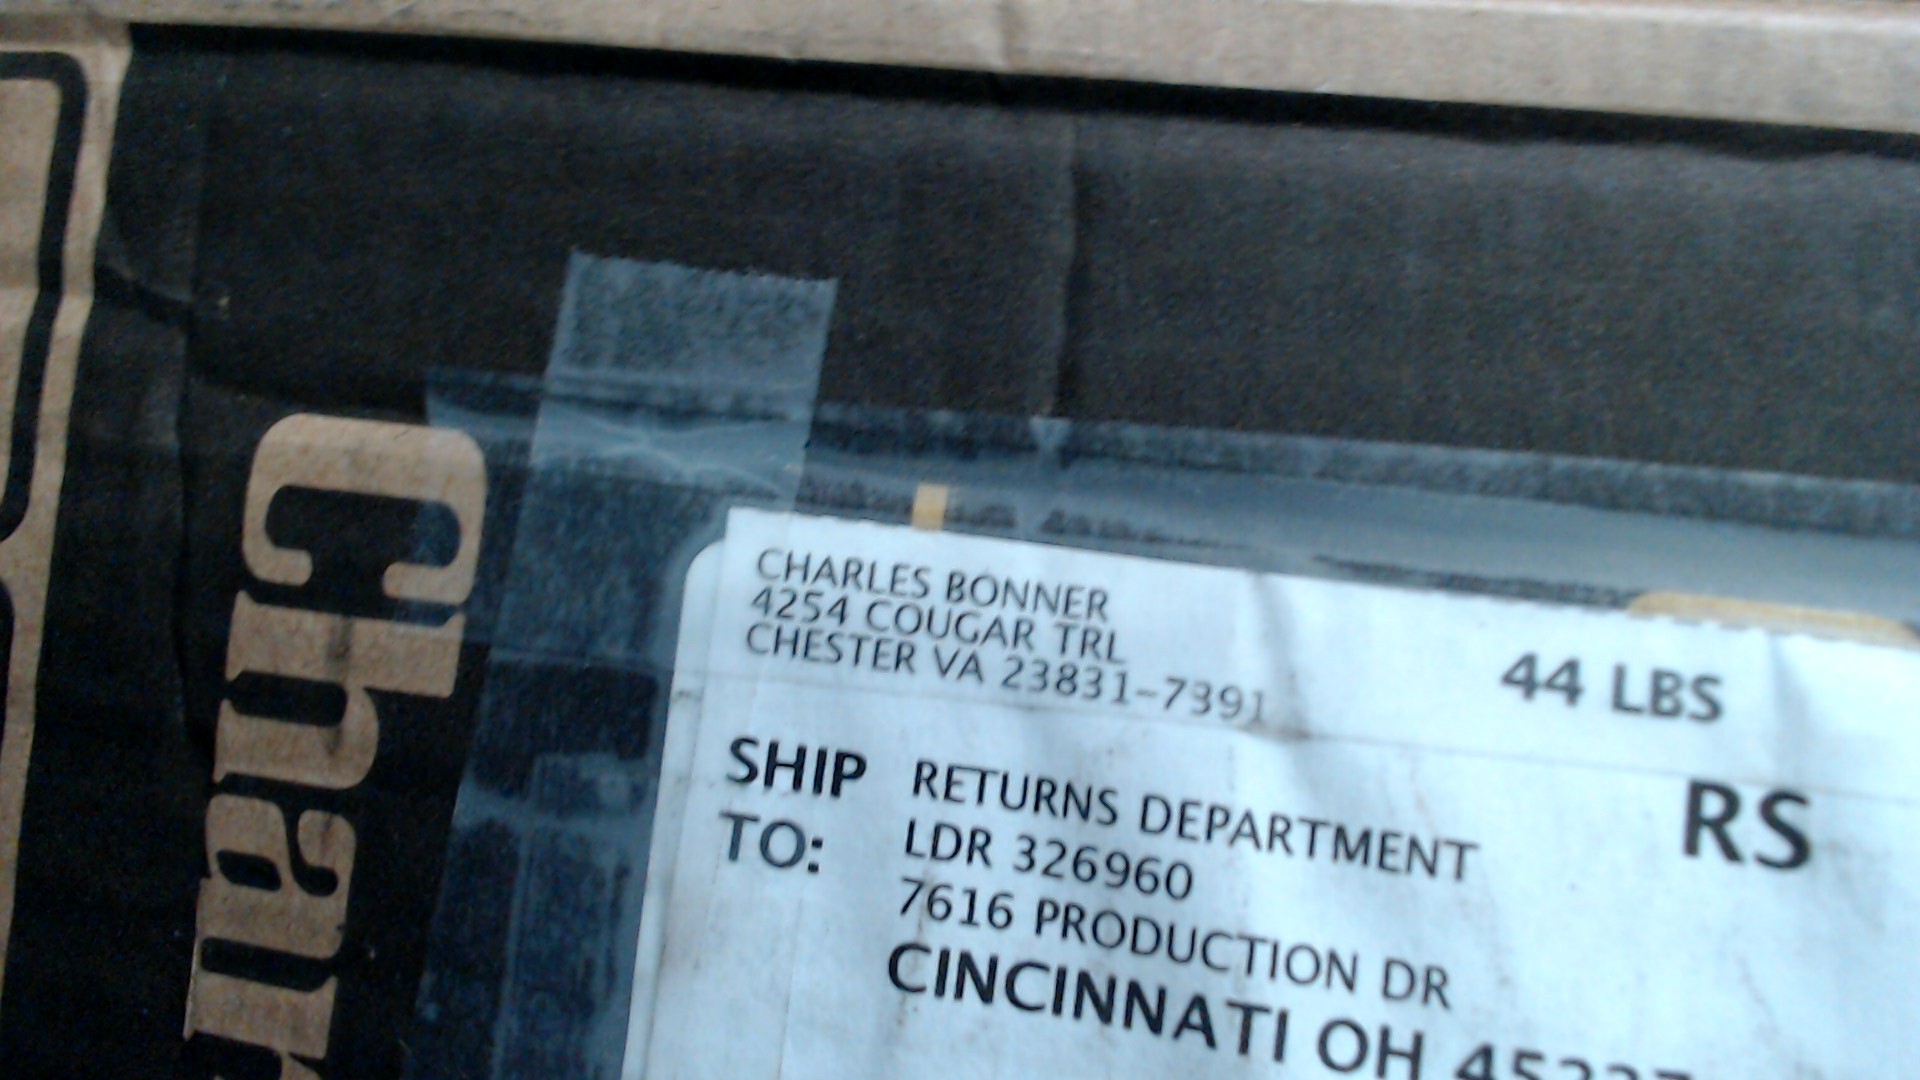 CHARLES BONNER
4254 COUGAR TRL
CHESTER VA 23831-7391
44 LBS
SHIP TO:
RETURNS DEPARTMENT
LDR 326960
7616 PRODUCTION DR
CINCINNATI OH
RS